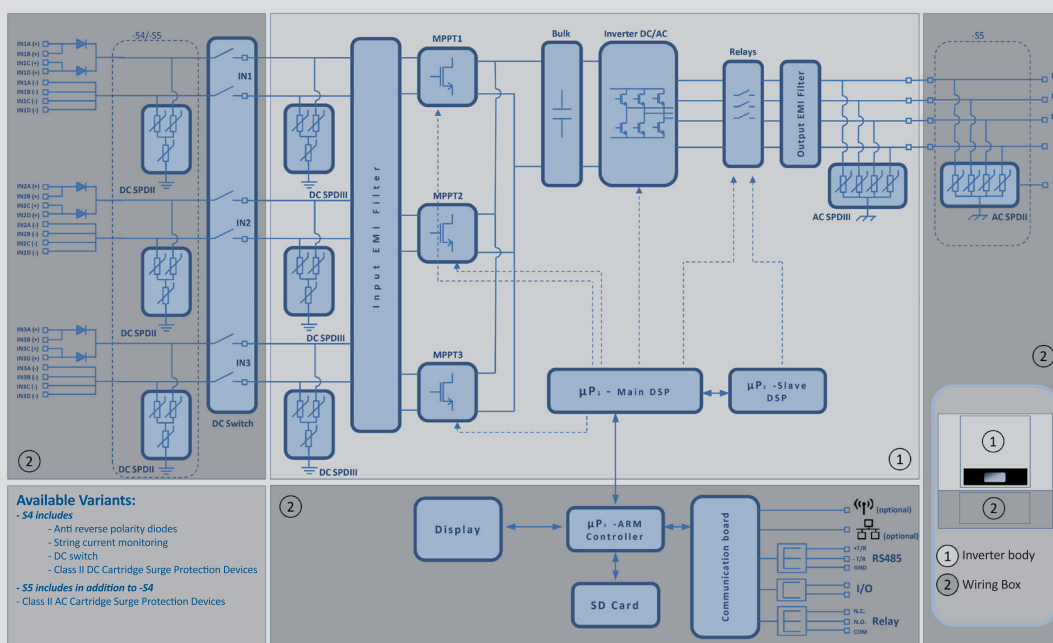 -S4/-S5
IN1A (+)
IN1B (+)
IN1C (+)
IN1D (+)
IN1A (-)
IN1B (-)
IN1C (-)
IN1D (-)
DC SPDII
IN2A (+)
IN2B (+)
IN2C (+)
IN2D (+)
IN2A (-)
IN2B (-)
IN2C (-)
IN2D (-)
DC SPDII
IN3A (+)
IN3B (+)
IN3C (+)
IN3D (+)
IN3A (-)
IN3B (-)
IN3C (-)
IN3D (-)
DC SPDII
IN1
IN2
IN3
DC Switch
2
DC SPDIII
DC SPDIII
DC SPDIII
Input EMI Filter
MPPT1
MPPT2
MPPT3
Bulk
Inverter DC/AC
Relays
Output EMI Filter
AC SPDIII
µP₁ - Main DSP
µP₂ -Slave
DSP
1
-S5
AC SPDII
2
Available Variants:
- S4 includes
- Anti reverse polarity diodes
- String current monitoring
- DC switch
- Class II DC Cartridge Surge Protection Devices
- S5 includes in addition to -S4
- Class II AC Cartridge Surge Protection Devices
2
Display
µP₃ -ARM
Controller
SD Card
Communication board
(optional)
(optional)
+T/R
-T/R
GND
RS485
I/O
N.C.
N.O.
COM
Relay
1
2
1 Inverter body
2 Wiring Box